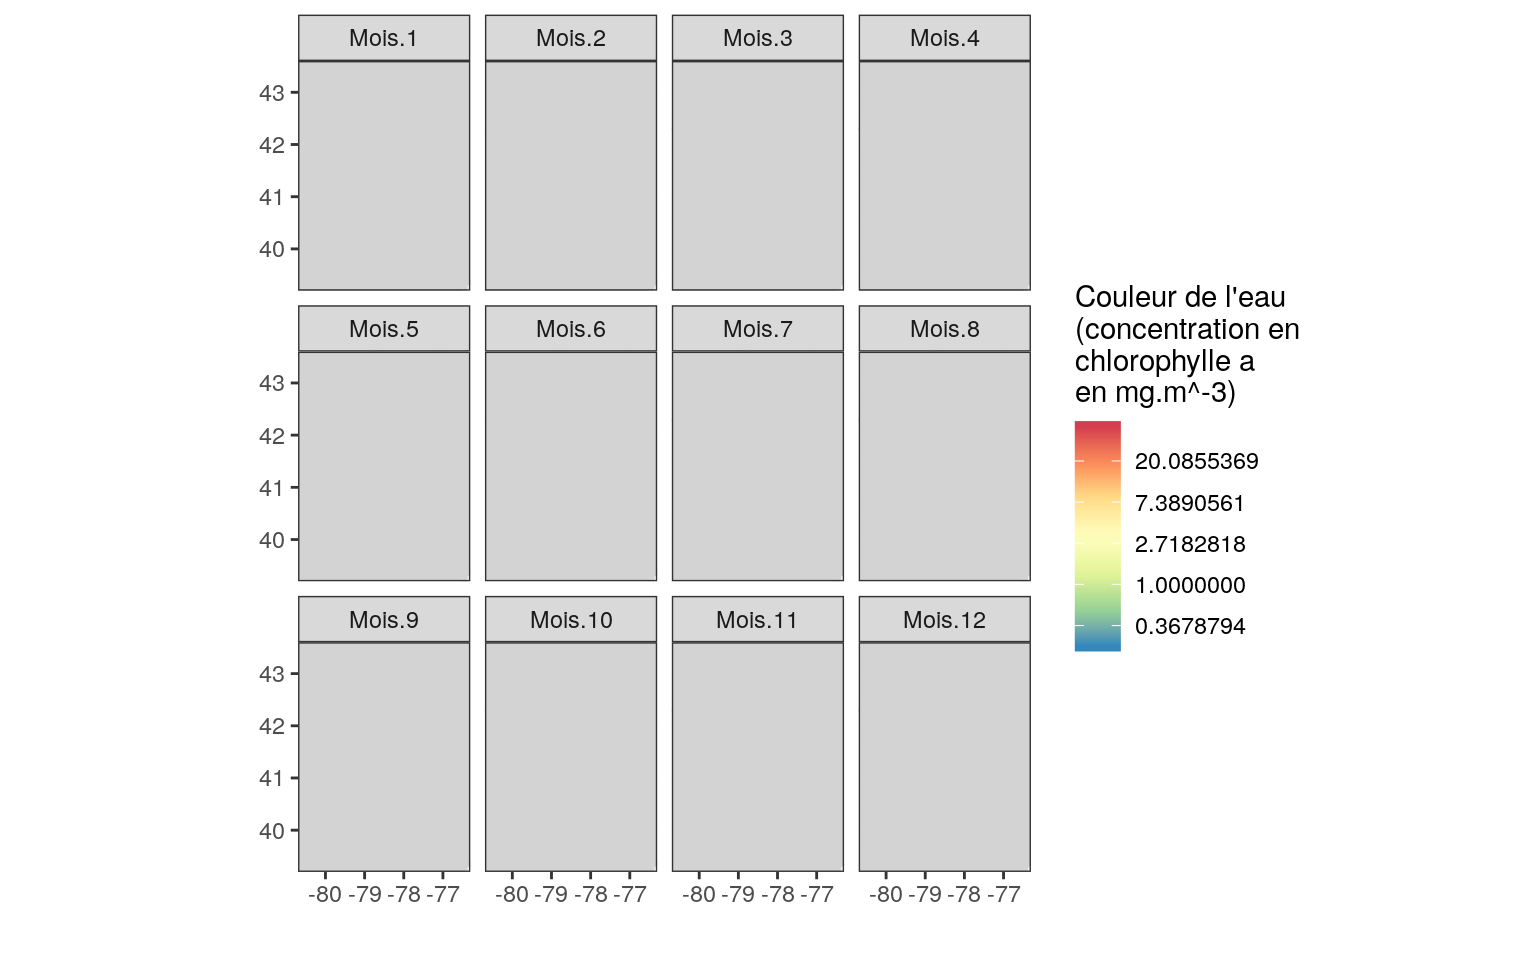 Mois.1 Mois.2 Mois.3 Mois.4
43
42
41
40
Mois.5 Mois.6 Mois.7 Mois.8
43
42
41
40
Mois.9 Mois.10 Mois.11 Mois.12
43
42
41
40
-80 -79 -78 -77 -80 -79 -78 -77 -80 -79 -78 -77 -80 -79 -78 -77
Couleur de l'eau
(concentration en
chlorophylle a
en mg.m^-3)
20.0855369
7.3890561
2.7182818
1.0000000
0.3678794